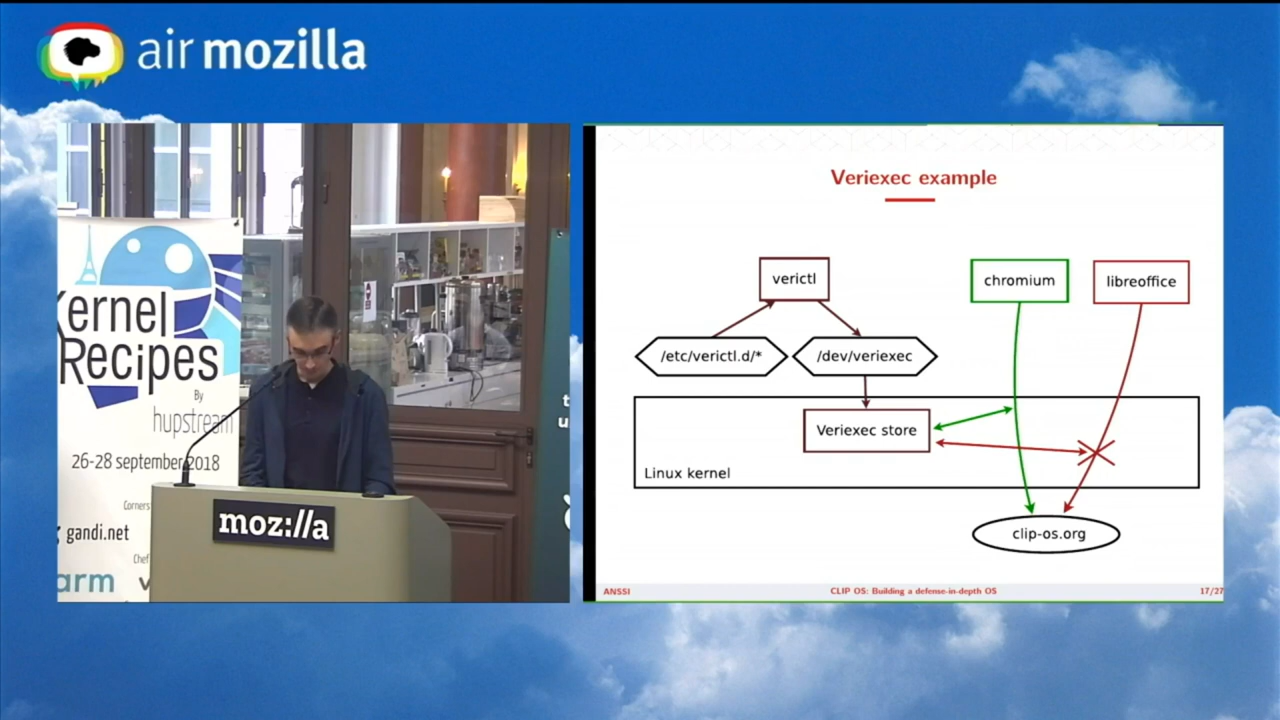 air mozilla
Kernel
Recipes
By
hupstream
26-28 september 2018
Corners
gandi.net
Chef
arm
moz://a
Veriexec example
verictl
chromium
libreoffice
/etc/verictl.d/*
/dev/veriexec
Veriexec store
Linux kernel
clip-os.org
ANSSI
CLIP OS: Building a defense-in-depth OS
17/27